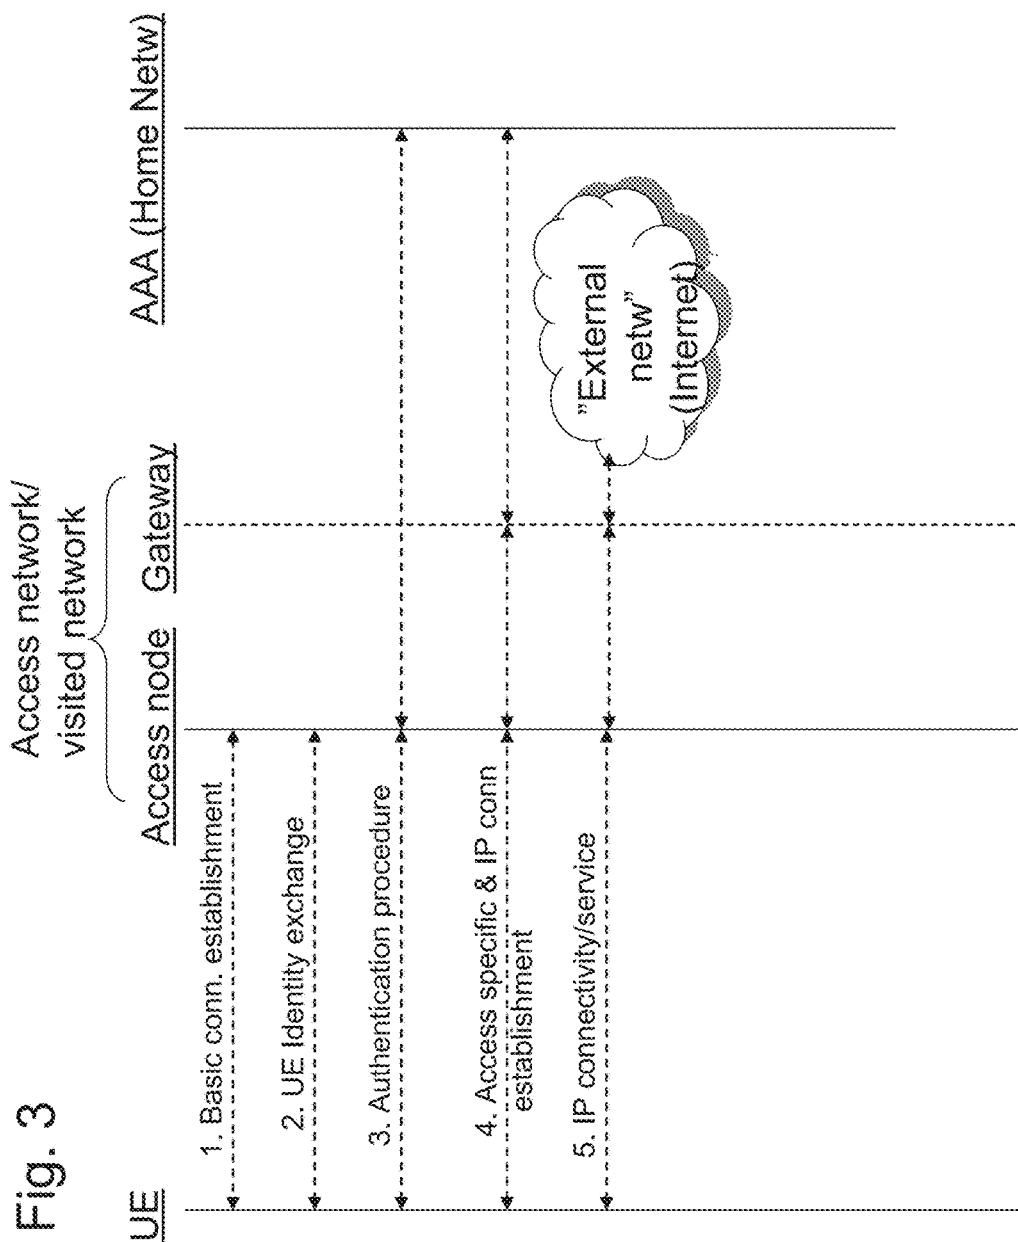 Fig. 3
Access network/
visited network
UE
Access node
Gateway
AAA (Home Netw)
1. Basic conn. establishment
2. UE Identity exchange
3. Authentication procedure
4. Access specific & IP conn
establishment
5. IP connectivity/service
"External
netw"
(Internet)